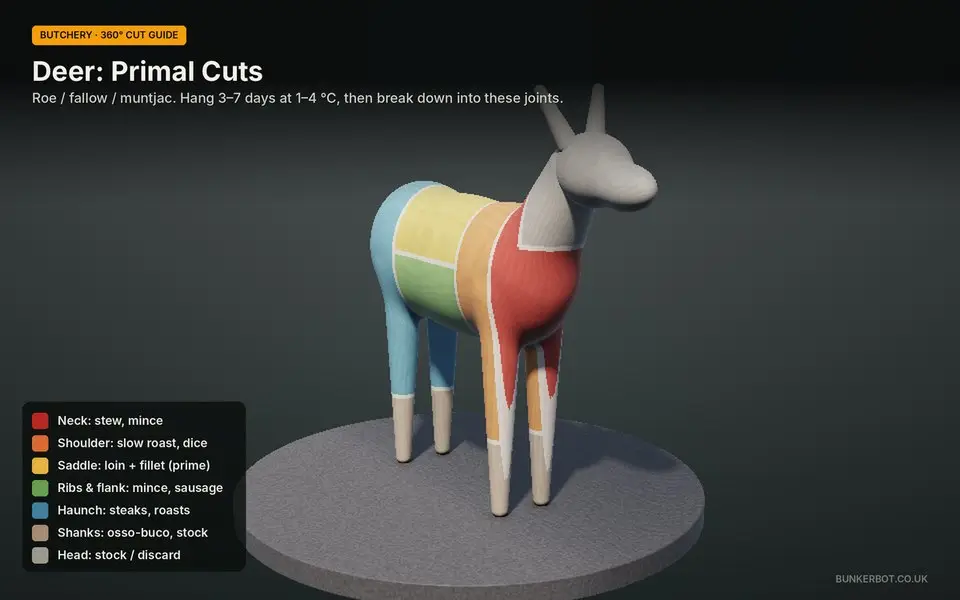 BUTCHERY · 360° CUT GUIDE
Deer: Primal Cuts
Roe / fallow / muntjac. Hang 3–7 days at 1–4 °C, then break down into these joints.
Neck: stew, mince
Shoulder: slow roast, dice
Saddle: loin + fillet (prime)
Ribs & flank: mince, sausage
Haunch: steaks, roasts
Shanks: osso-buco, stock
Head: stock / discard
BUNKERBOT.CO.UK